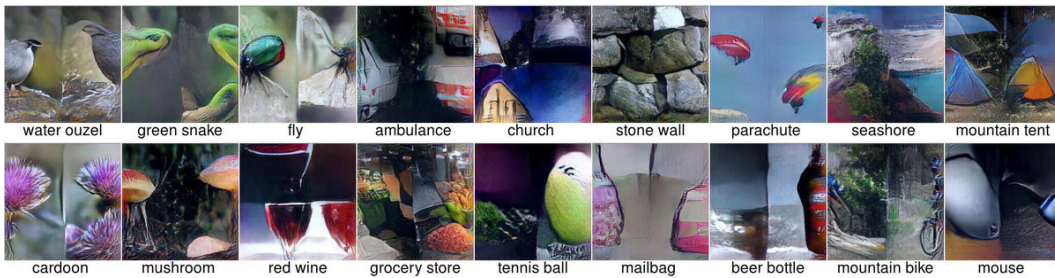 water ouzel green snake fly ambulance church stone wall parachute seashore mountain tent
cardoon mushroom red wine grocery store tennis ball mailbag beer bottle mountain bike mouse